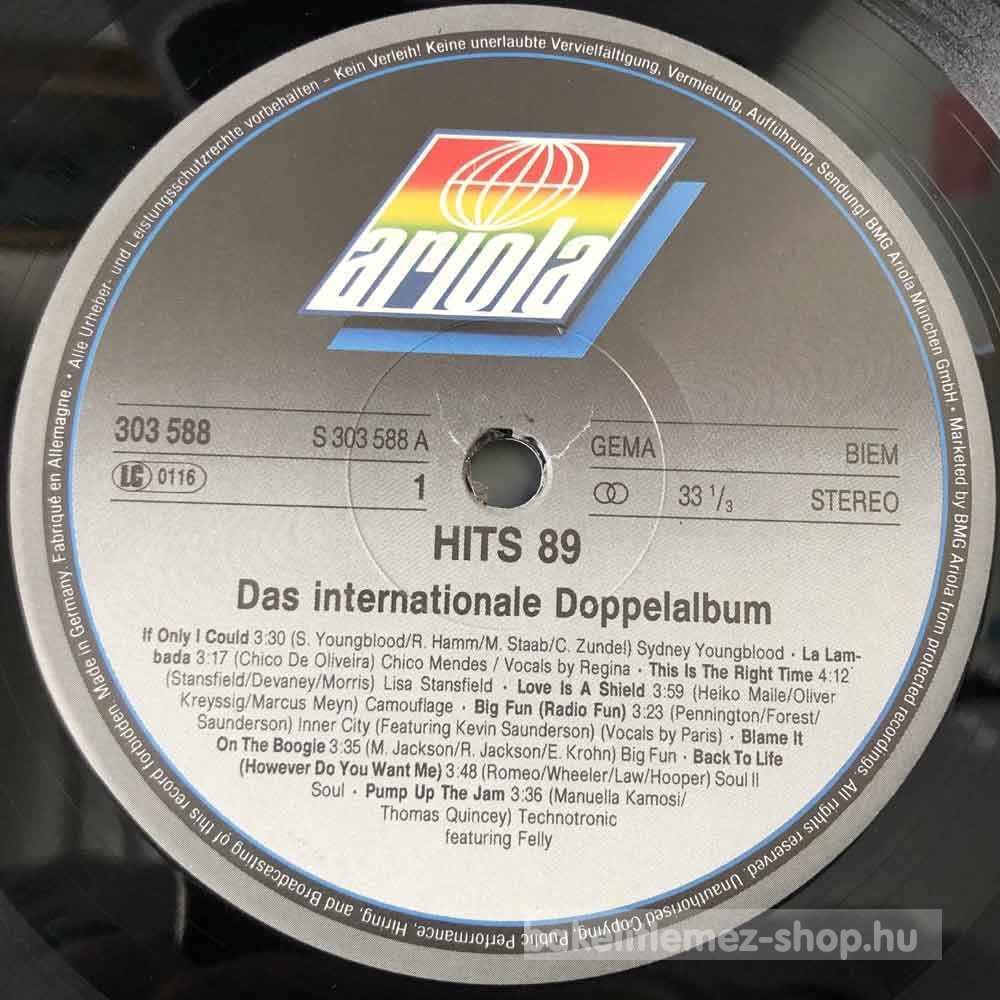 Alle Urheber- und Leistungsschutzrechte vorbehalten – Kein Verleih! Keine unerlaubte Vervielfältigung, Vermietung, Aufführung, Sendung! BMG Ariola München GmbH • Marketed by BMG Ariola from protected recordings. All rights reserved. Unauthorised Copying, Public Performance, Hiring, and Broadcasting of this record forbidden. Made in Germany. Fabriqué en Allemagne. •
ariola
303 588
S 303 588 A
GEMA
BIEM
LC 0116
1
33 1/3
STEREO
HITS 89
Das internationale Doppelalbum
If Only I Could 3:30 (S. Youngblood/R. Hamm/M. Staab/C. Zundel) Sydney Youngblood · La Lam-
bada 3:17 (Chico De Oliveira) Chico Mendes / Vocals by Regina · This Is The Right Time 4:12
(Stansfield/Devaney/Morris) Lisa Stansfield · Love Is A Shield 3:59 (Heiko Maile/Oliver
Kreyssig/Marcus Meyn) Camouflage · Big Fun (Radio Fun) 3:23 (Pennington/Forest/
Saunderson) Inner City (Featuring Kevin Saunderson) (Vocals by Paris) · Blame It
On The Boogie 3:35 (M. Jackson/R. Jackson/E. Krohn) Big Fun · Back To Life
(However Do You Want Me) 3:48 (Romeo/Wheeler/Law/Hooper) Soul II
Soul · Pump Up The Jam 3:36 (Manuella Kamosi/
Thomas Quincey) Technotronic
featuring Felly
bakelitlemez-shop.hu